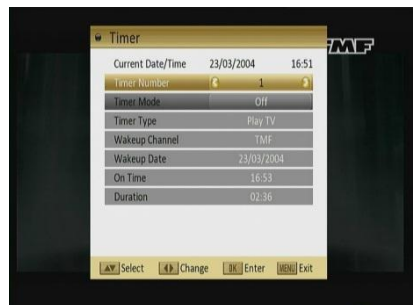 Timer
TMF
Current Date/Time 23/03/2004 16:51
Timer Number 1
Timer Mode Off
Timer Type Play TV
Wakeup Channel TMF
Wakeup Date 23/03/2004
On Time 16:53
Duration 02:36
Select Change OK Enter MENU Exit